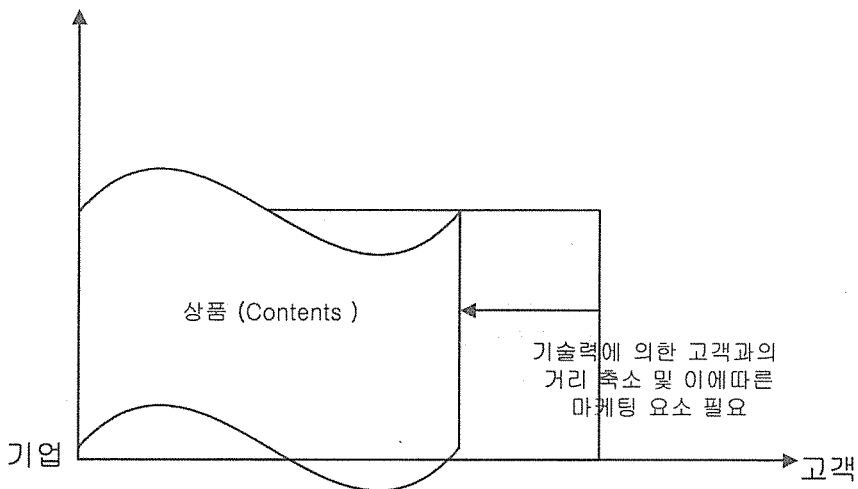 상품 (Contents )
기술력에 의한 고객과의
거리 축소 및 이에따른
마케팅 요소 필요
기업
고객